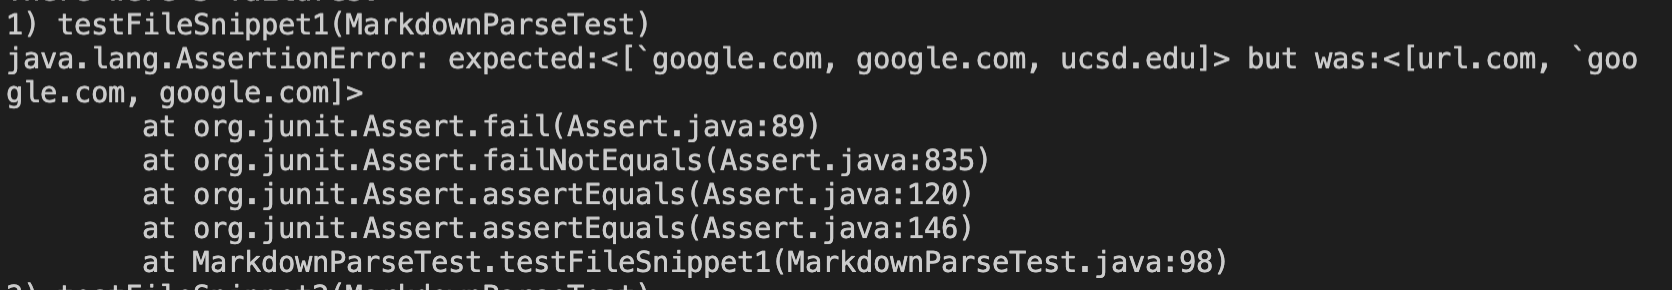 1) testFileSnippet1(MarkdownParseTest)
java.lang.AssertionError: expected:<[`google.com, google.com, ucsd.edu]> but was:<[url.com, `goo
gle.com, google.com]>
at org.junit.Assert.fail(Assert.java:89)
at org.junit.Assert.failNotEquals(Assert.java:835)
at org.junit.Assert.assertEquals(Assert.java:120)
at org.junit.Assert.assertEquals(Assert.java:146)
at MarkdownParseTest.testFileSnippet1(MarkdownParseTest.java:98)